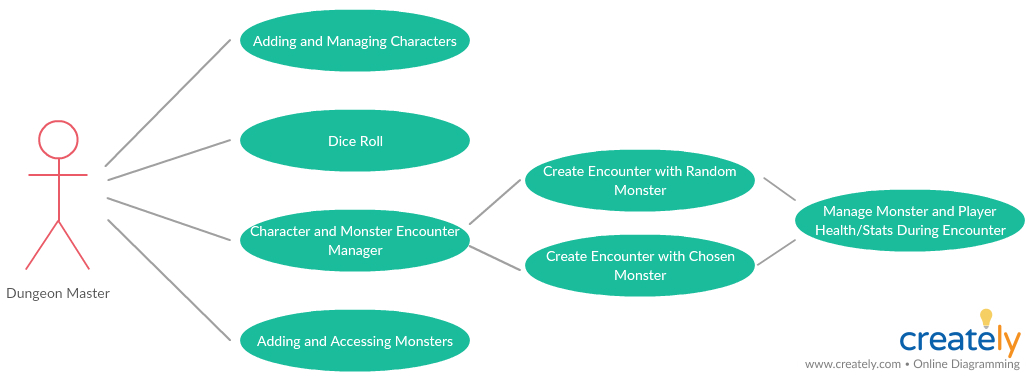 Adding and Managing Characters
Dice Roll
Create Encounter with Random
Monster
Manage Monster and Player
Health/Stats During Encounter
Character and Monster Encounter
Manager
Create Encounter with Chosen
Monster
Dungeon Master
Adding and Accessing Monsters
creately
www.creately.com • Online Diagramming